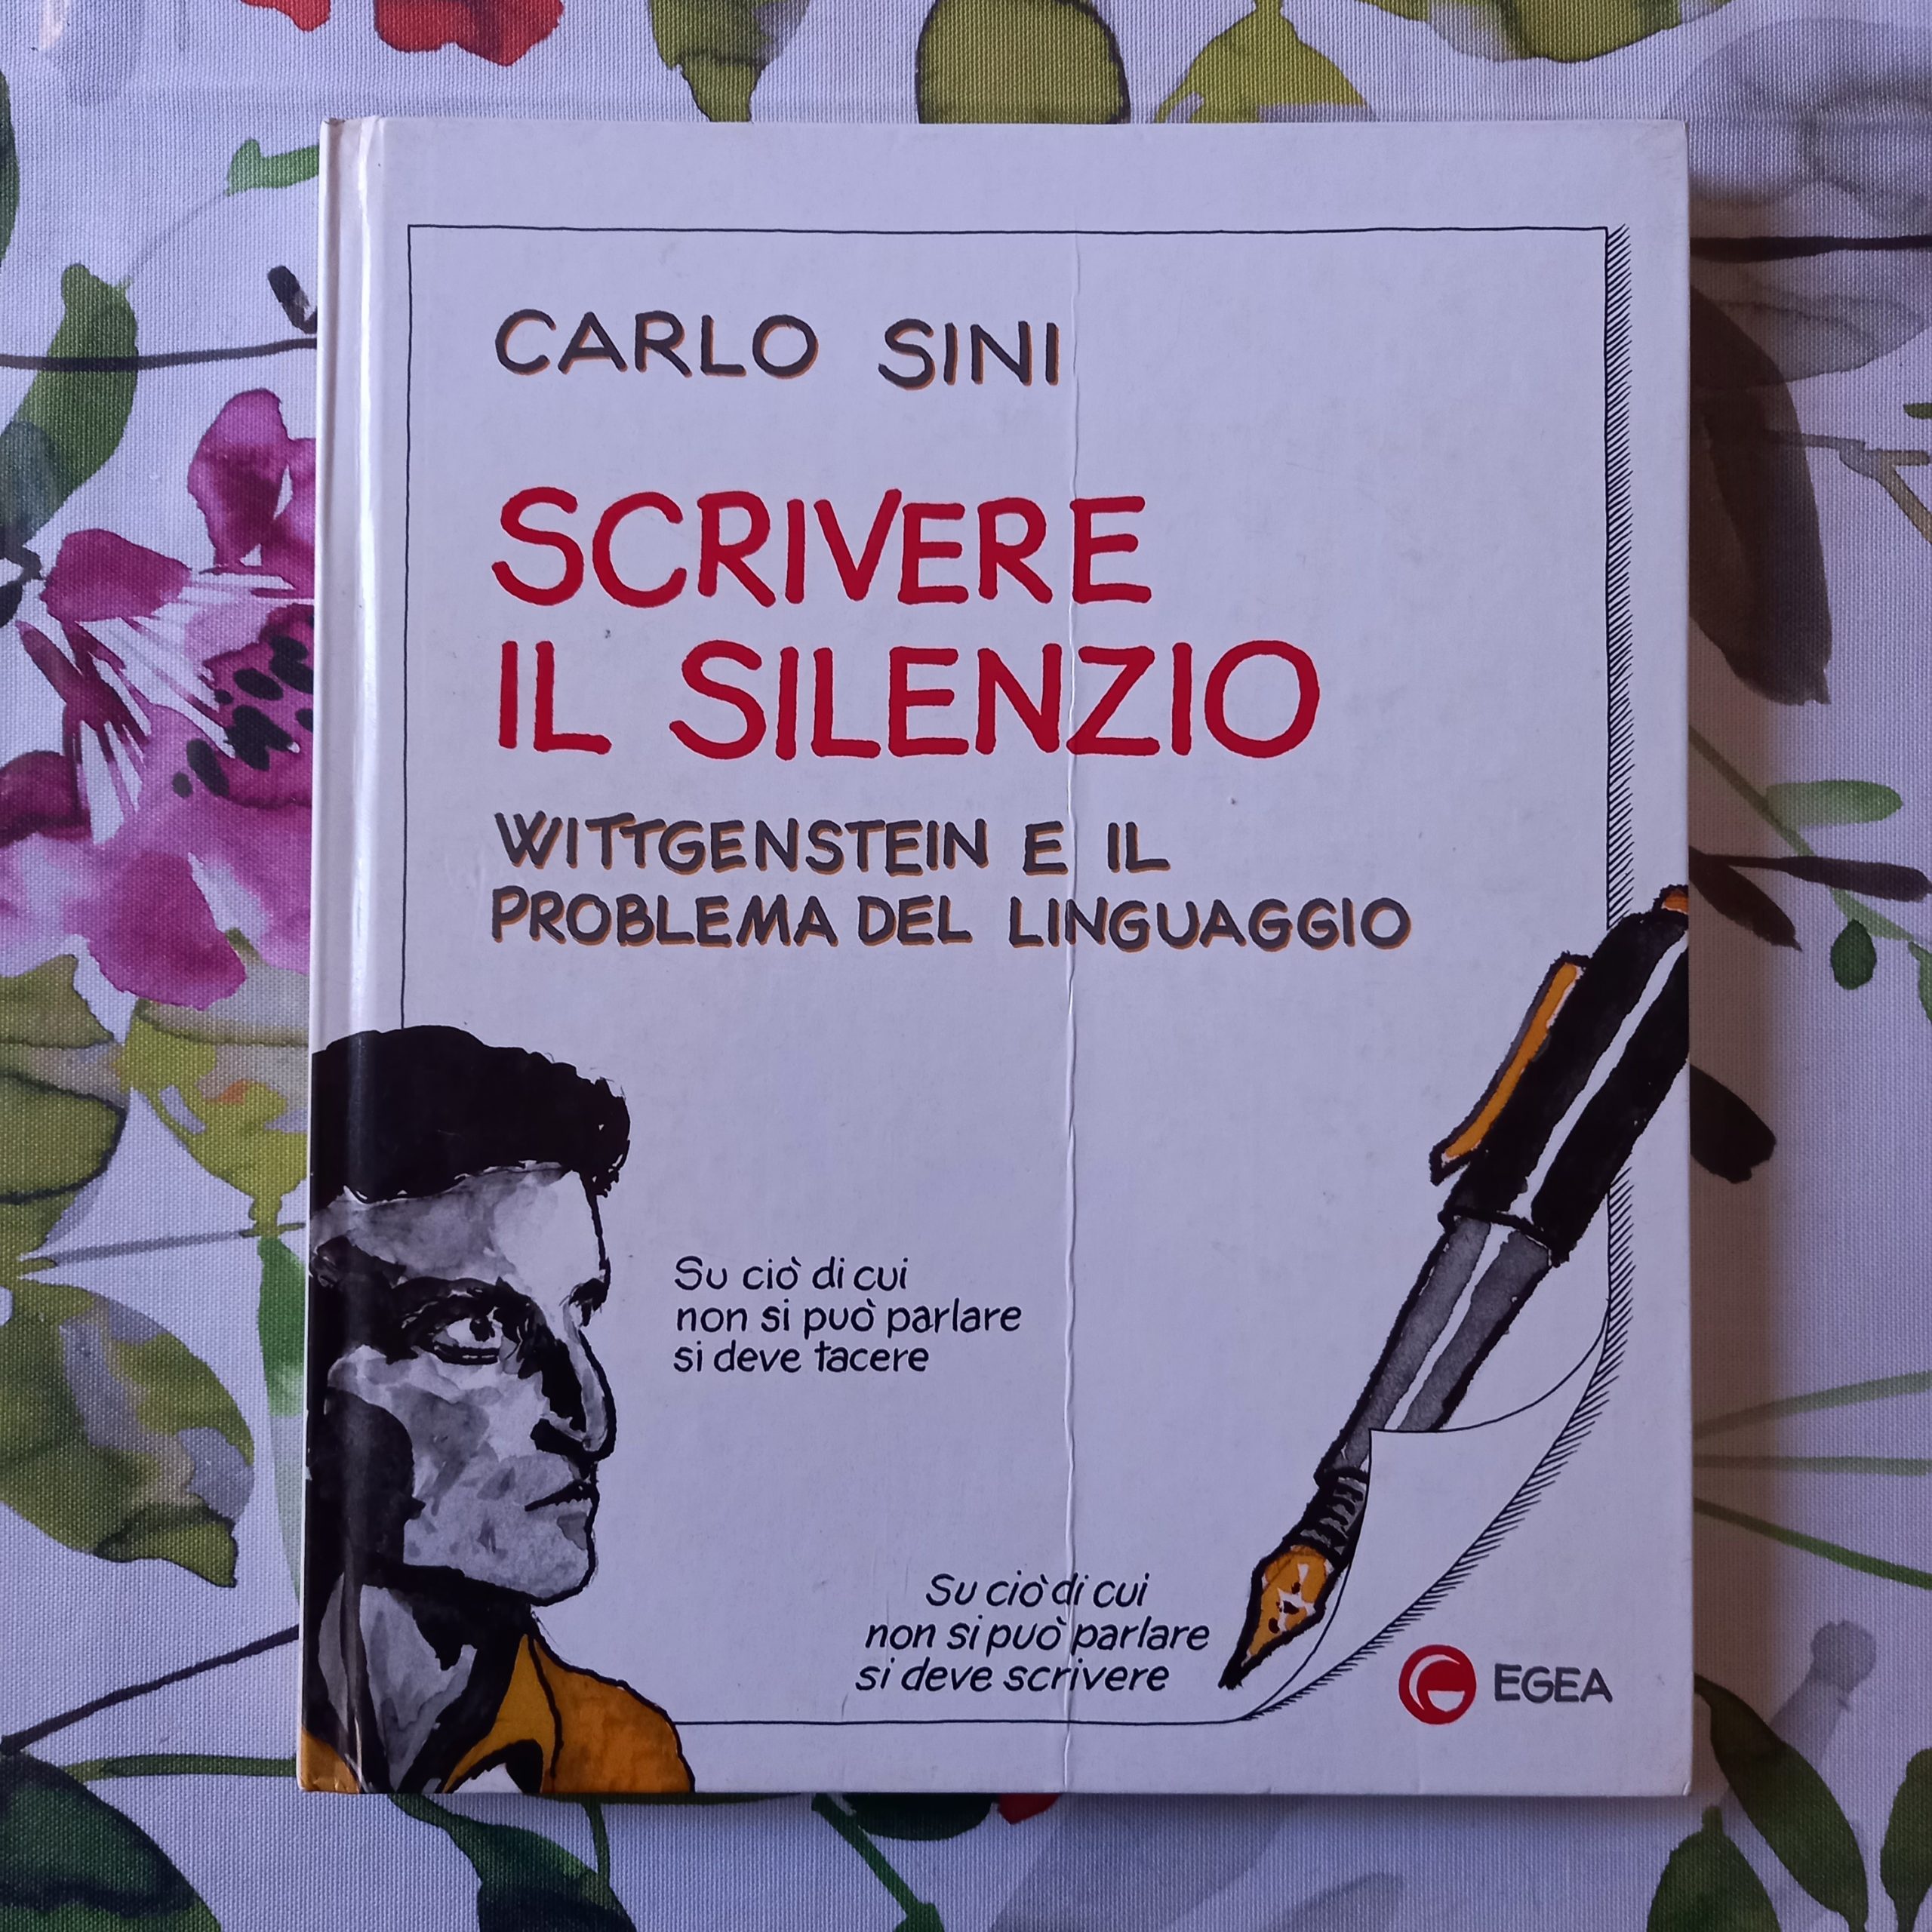 CARLO SINI
SCRIVERE
IL SILENZIO
WITTGENSTEIN E IL
PROBLEMA DEL LINGUAGGIO
Su ciò di cui
non si può parlare
si deve tacere
Su ciò di cui
non si può parlare
si deve scrivere
EGEA